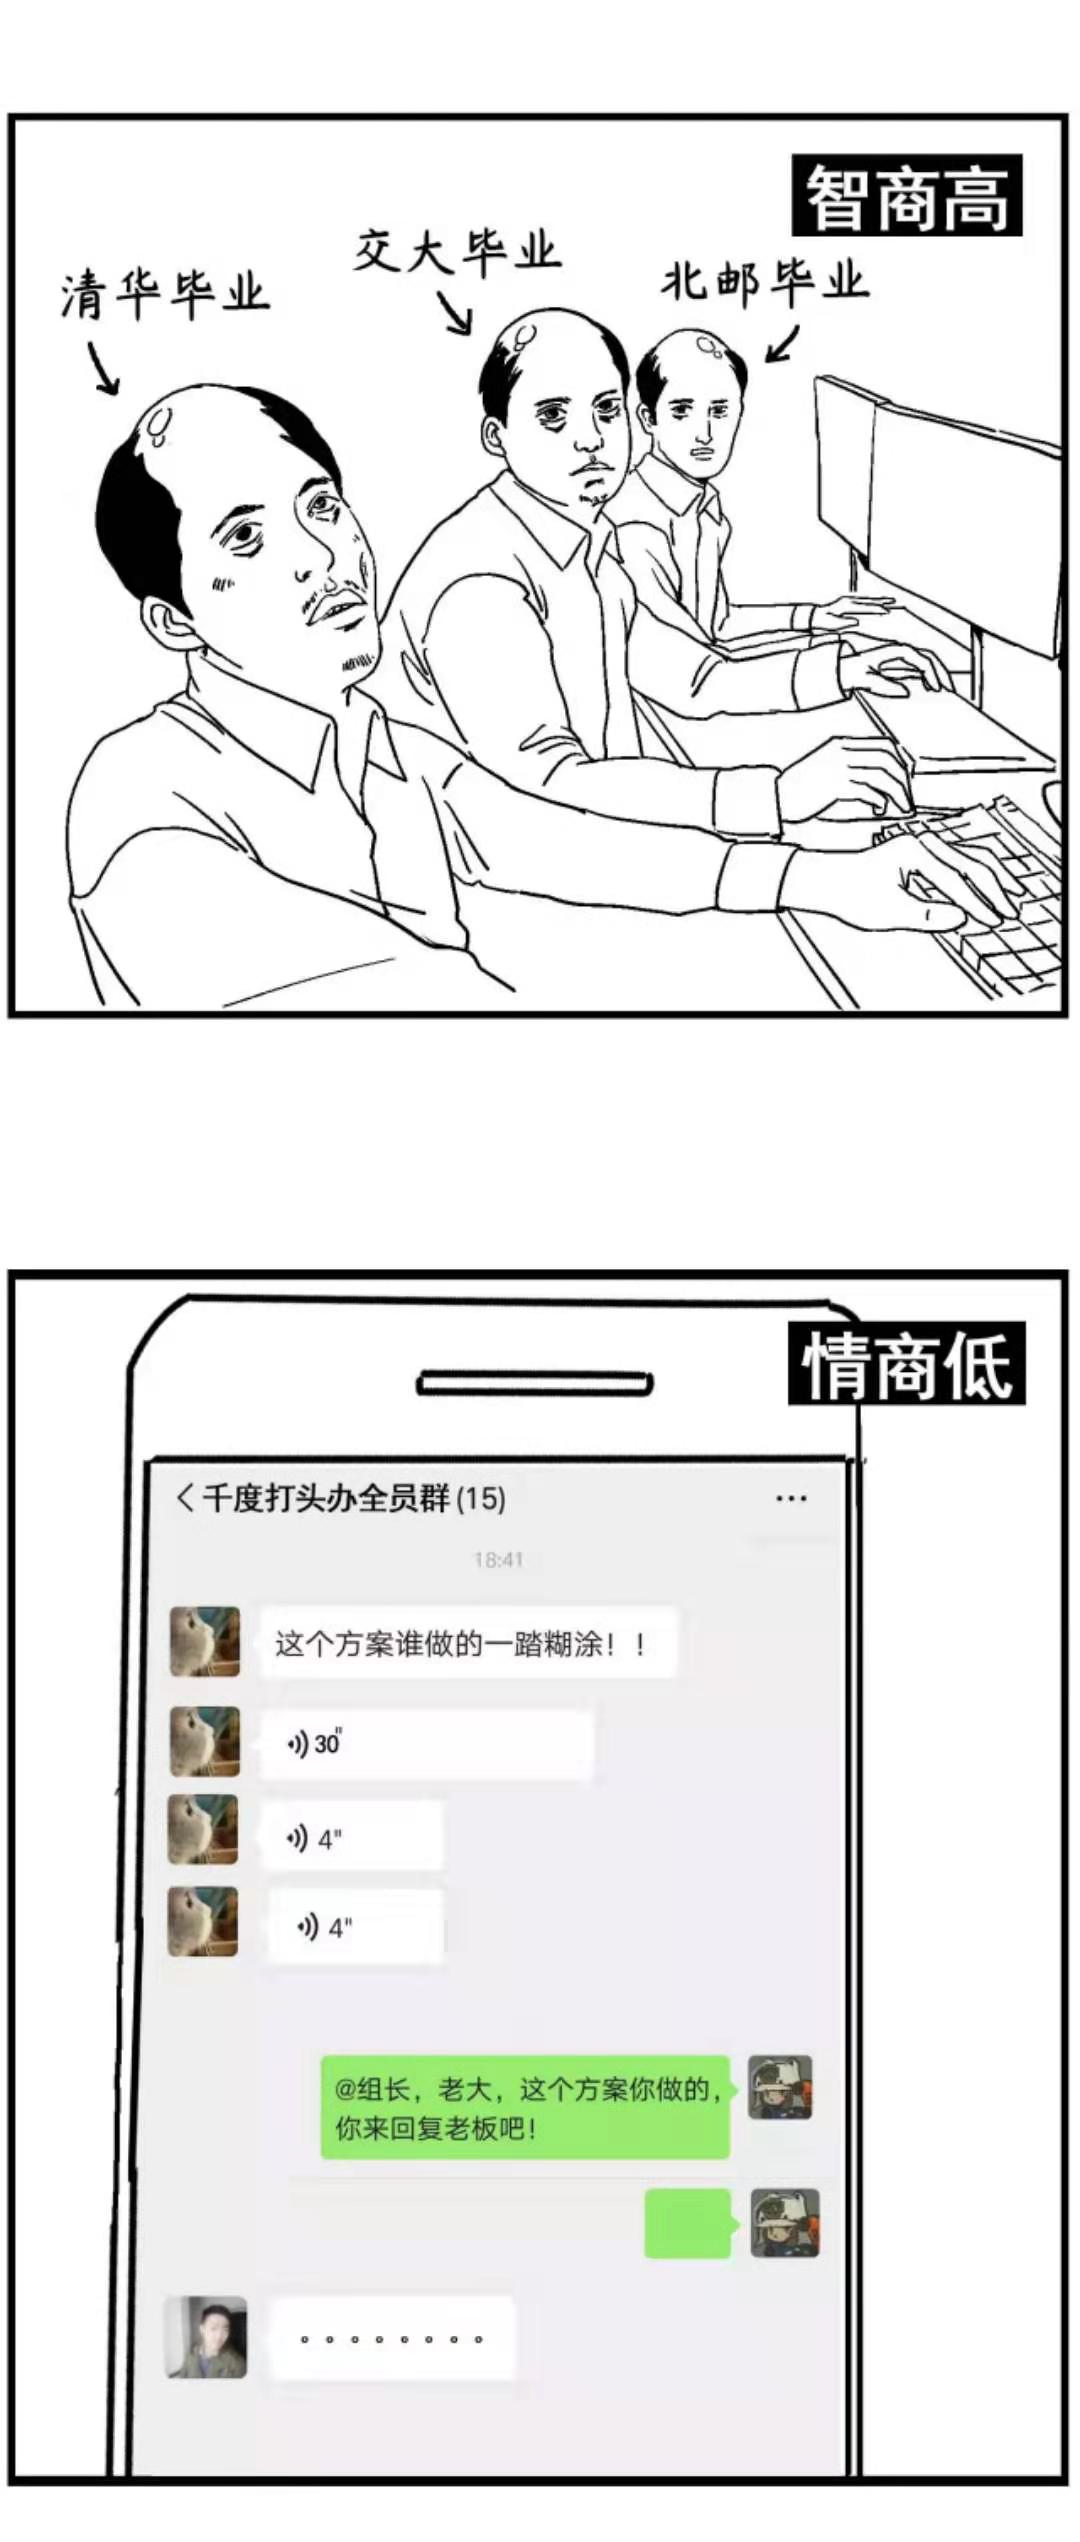 智商高
清华毕业
交大毕业
北邮毕业
情商低
千度打头办全员群(15)
18:41
这个方案谁做的一踏糊涂！！
30"
4"
4"
@组长，老大，这个方案你做的，
你来回复老板吧！
。。。。。。。。